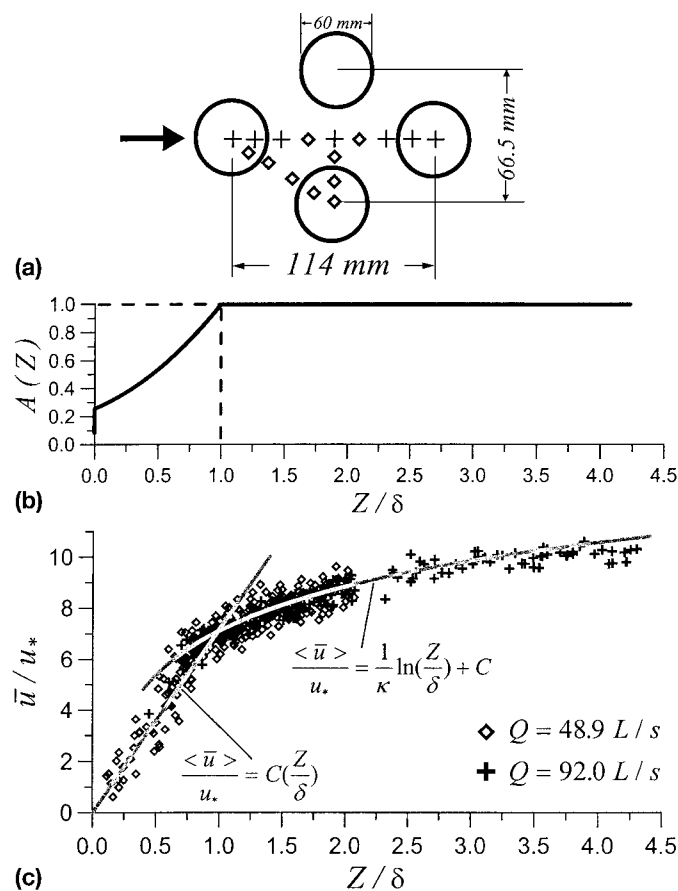 60 mm
66.5 mm
114 mm
(a)
1.0
0.8
0.6
0.4
0.2
0.0
A(Z)
0.0 0.5 1.0 1.5 2.0 2.5 3.0 3.5 4.0 4.5
Z/δ
(b)
10
8
6
4
2
0
u̅/u*
<u̅>/u* = 1/κ ln(Z/δ) + C
<u̅>/u* = C(Z/δ)
Q = 48.9 L/s
Q = 92.0 L/s
0.0 0.5 1.0 1.5 2.0 2.5 3.0 3.5 4.0 4.5
Z/δ
(c)